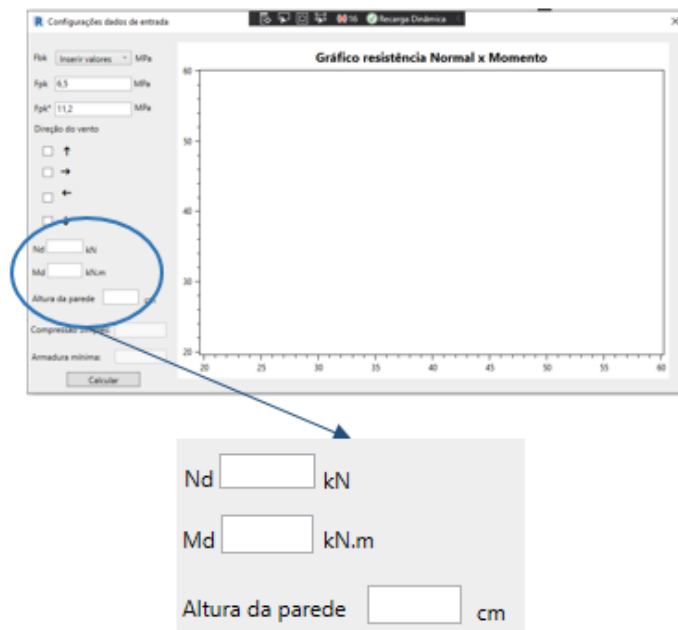 Configurações dados de entrada
16 Recarga Dinâmica
Fbk Inserir valores MPa
Fpk 6,5 MPa
Fpk* 11,2 MPa
Direção do vento
↑
→
←
Nd kN
Md kN.m
Altura da parede cm
Compressão simples:
Armadura mínima:
Calcular
Gráfico resistência Normal x Momento
60
50
40
30
20
20 25 30 35 40 45 50 55 60
Nd kN
Md kN.m
Altura da parede cm